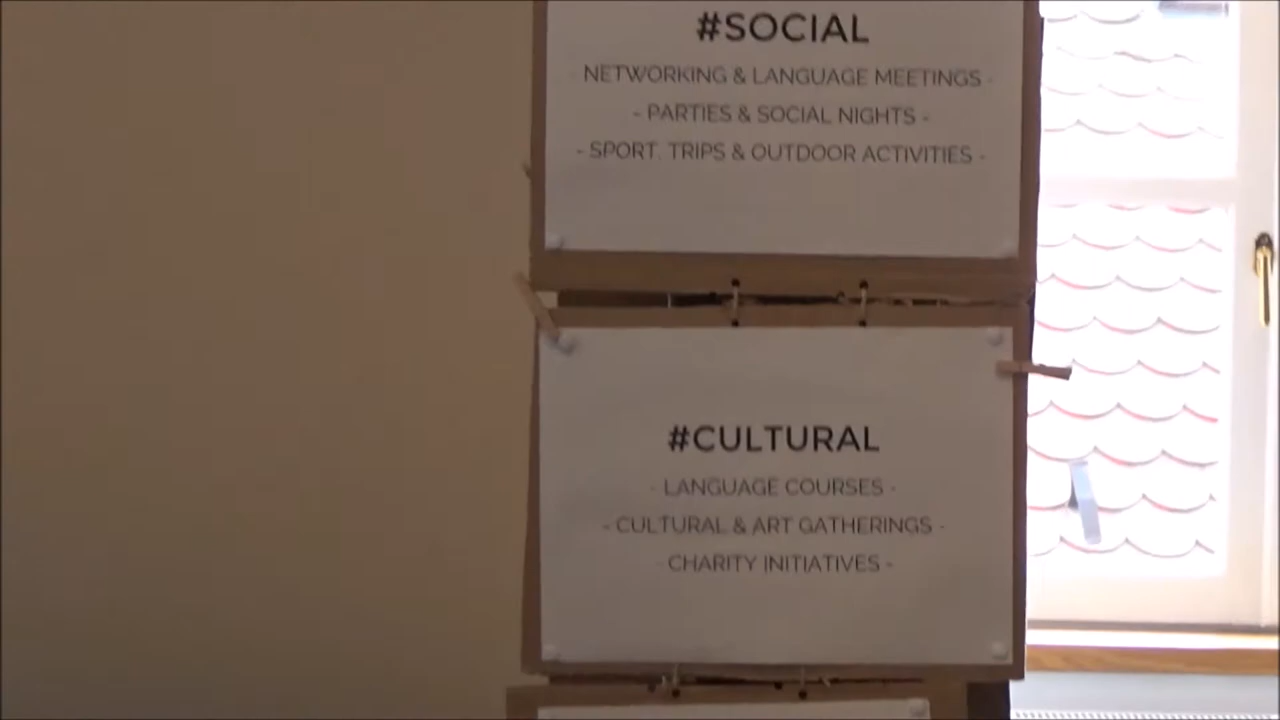 #SOCIAL
- NETWORKING & LANGUAGE MEETINGS -
- PARTIES & SOCIAL NIGHTS -
- SPORT, TRIPS & OUTDOOR ACTIVITIES -
#CULTURAL
- LANGUAGE COURSES -
- CULTURAL & ART GATHERINGS -
- CHARITY INITIATIVES -